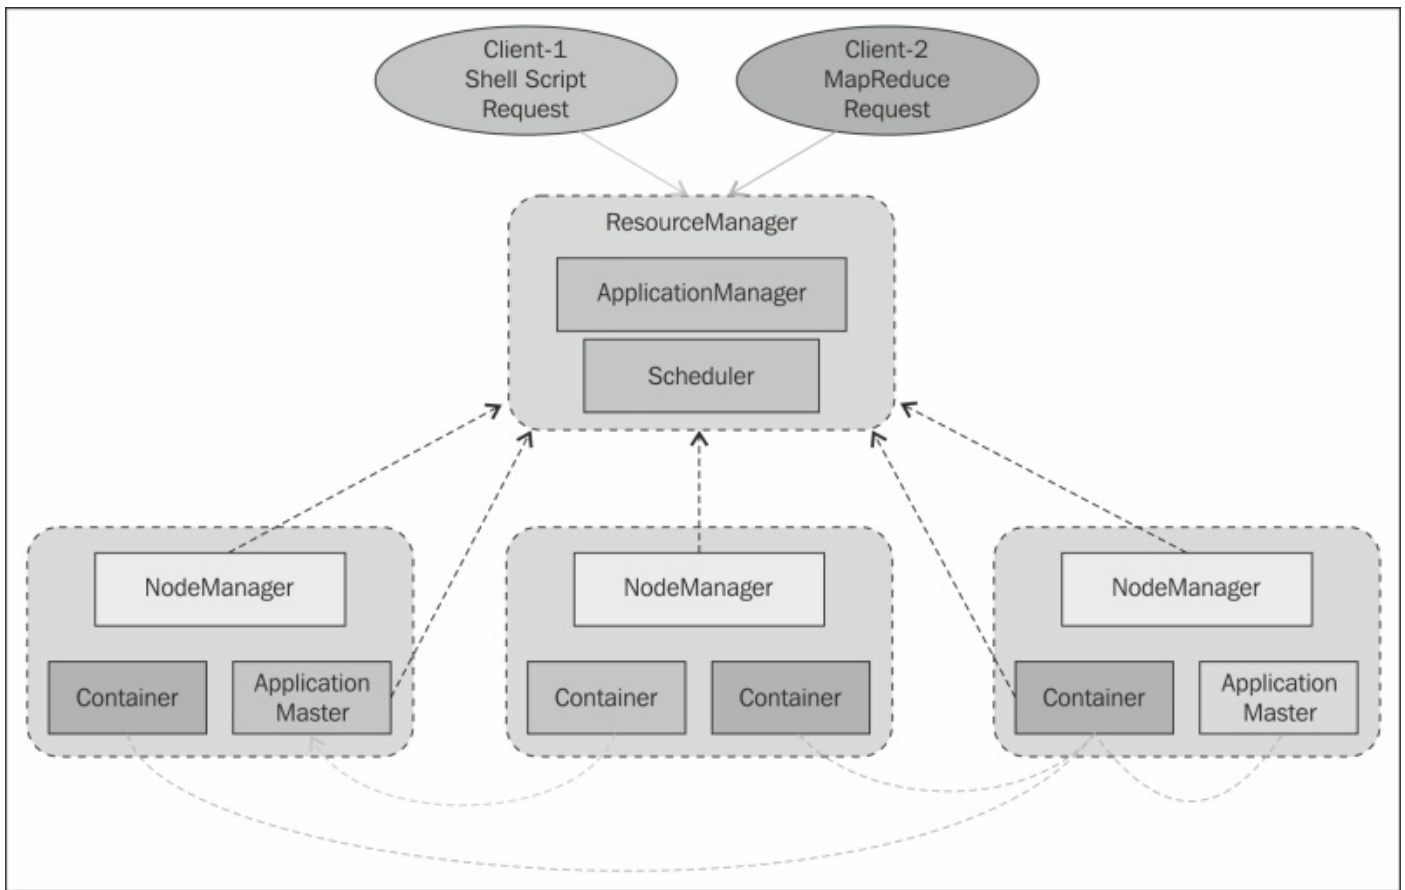 Client-1
Shell Script
Request
Client-2
MapReduce
Request
ResourceManager
ApplicationManager
Scheduler
NodeManager
Container
Application
Master
NodeManager
Container
Container
NodeManager
Container
Application
Master